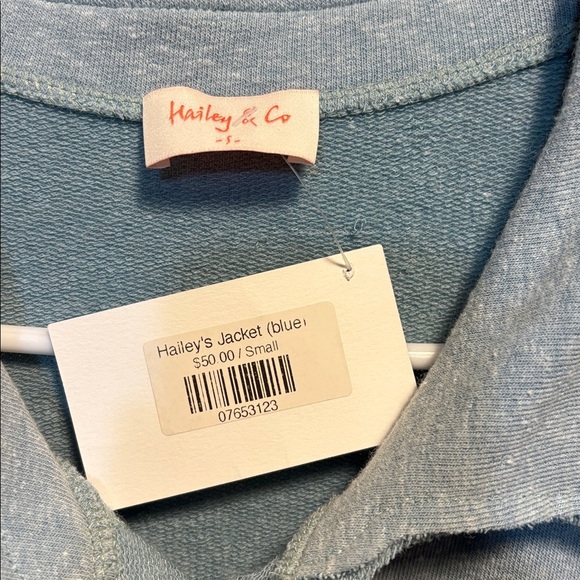 Hailey & Co
-S-
Hailey's Jacket (blue)
$50.00 / Small
07653123